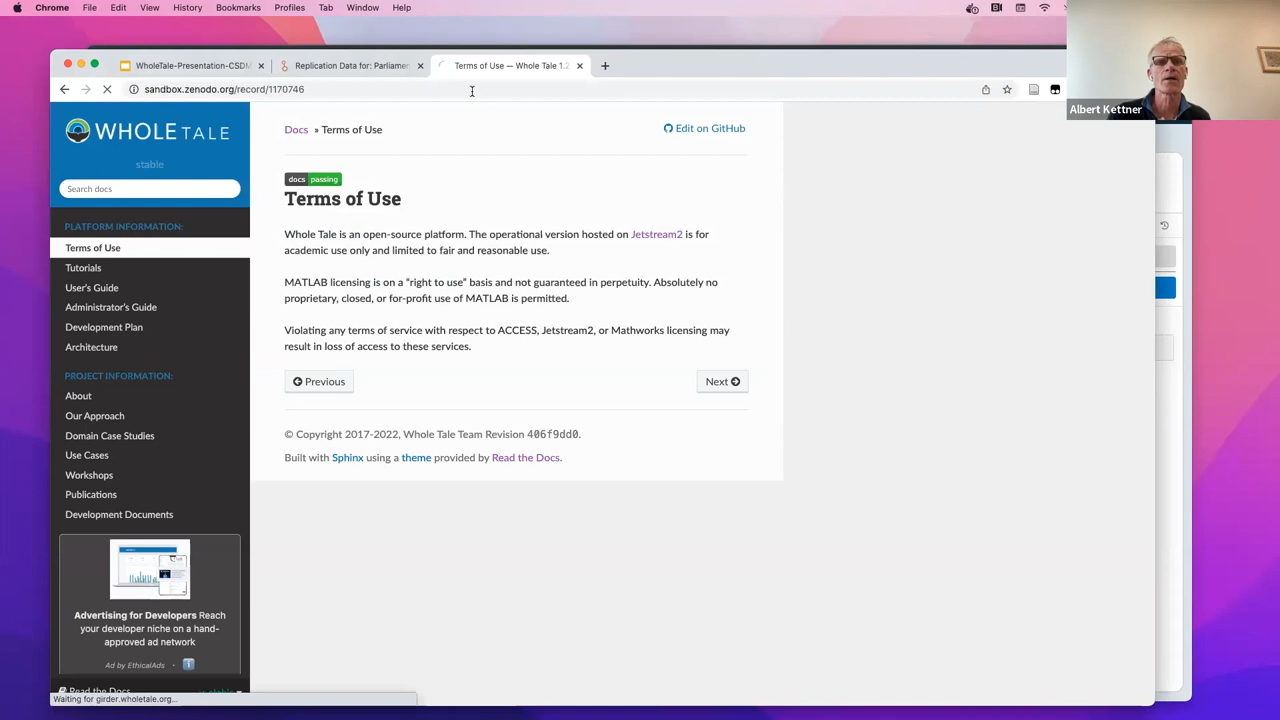 Chrome File Edit View History Bookmarks Profiles Tab Window Help
WholeTale-Presentation-CSDM
Replication Data for: Parliamen
Terms of Use — Whole Tale 1.2
sandbox.zenodo.org/record/1170746
Albert Kettner
WHOLE TALE
stable
Search docs
PLATFORM INFORMATION:
Terms of Use
Tutorials
User's Guide
Administrator's Guide
Development Plan
Architecture
PROJECT INFORMATION:
About
Our Approach
Domain Case Studies
Use Cases
Workshops
Publications
Development Documents
Advertising for Developers Reach
your developer niche on a hand-
approved ad network
Ad by EthicalAds
Read the Docs
Waiting for girder.wholetale.org...
Docs » Terms of Use
Edit on GitHub
docs passing
Terms of Use
Whole Tale is an open-source platform. The operational version hosted on Jetstream2 is for
academic use only and limited to fair and reasonable use.
MATLAB licensing is on a “right to use” basis and not guaranteed in perpetuity. Absolutely no
proprietary, closed, or for-profit use of MATLAB is permitted.
Violating any terms of service with respect to ACCESS, Jetstream2, or Mathworks licensing may
result in loss of access to these services.
Previous
Next
© Copyright 2017-2022, Whole Tale Team Revision 406f9dd0.
Built with Sphinx using a theme provided by Read the Docs.